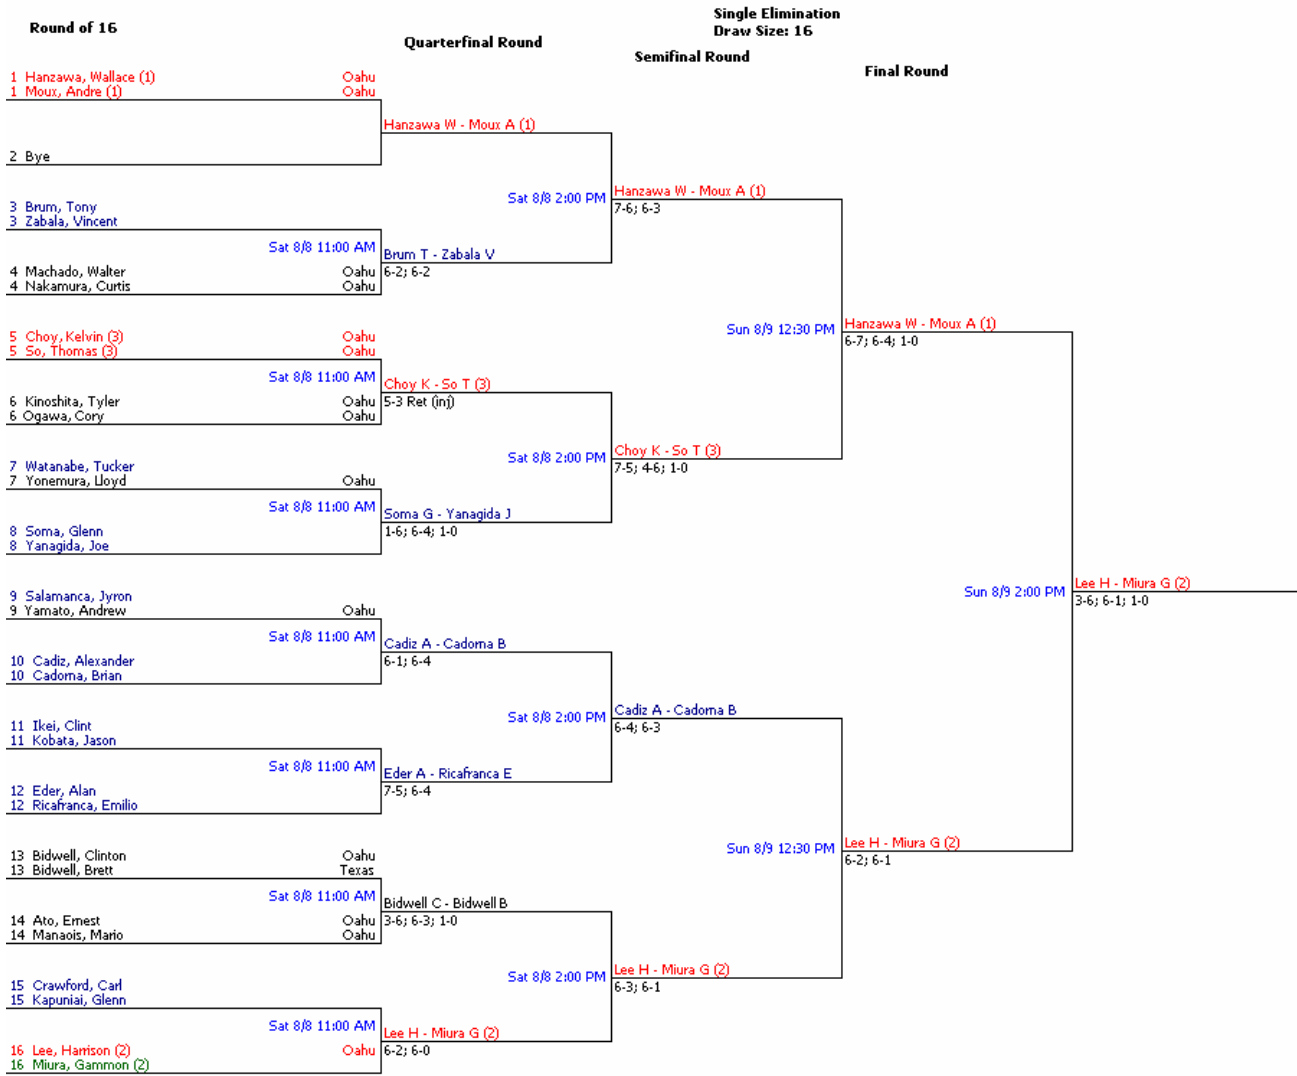 Single Elimination
Draw Size: 16
Round of 16
Quarterfinal Round
Semifinal Round
Final Round
1 Hanzawa, Wallace (1) Oahu
1 Moux, Andre (1) Oahu
Hanzawa W - Moux A (1)
2 Bye
Sat 8/8 2:00 PM
Hanzawa W - Moux A (1)
7-6; 6-3
3 Brum, Tony
3 Zabala, Vincent
Sat 8/8 11:00 AM
Brum T - Zabala V
6-2; 6-2
4 Machado, Walter Oahu
4 Nakamura, Curtis Oahu
Sun 8/9 12:30 PM
Hanzawa W - Moux A (1)
6-7; 6-4; 1-0
5 Choy, Kelvin (3) Oahu
5 So, Thomas (3) Oahu
Sat 8/8 11:00 AM
Choy K - So T (3)
5-3 Ret (inj)
6 Kinoshita, Tyler Oahu
6 Ogawa, Cory Oahu
Sat 8/8 2:00 PM
Choy K - So T (3)
7-5; 4-6; 1-0
7 Watanabe, Tucker
7 Yonemura, Lloyd Oahu
Sat 8/8 11:00 AM
Soma G - Yanagida J
1-6; 6-4; 1-0
8 Soma, Glenn
8 Yanagida, Joe
Sun 8/9 2:00 PM
Lee H - Miura G (2)
3-6; 6-1; 1-0
9 Salamanca, Jyron
9 Yamato, Andrew Oahu
Sat 8/8 11:00 AM
Cadiz A - Cadorna B
6-1; 6-4
10 Cadiz, Alexander
10 Cadorna, Brian
Sat 8/8 2:00 PM
Cadiz A - Cadorna B
6-4; 6-3
11 Ikei, Clint
11 Kobata, Jason
Sat 8/8 11:00 AM
Eder A - Ricafranca E
7-5; 6-4
12 Eder, Alan
12 Ricafranca, Emilio
Sun 8/9 12:30 PM
Lee H - Miura G (2)
6-2; 6-1
13 Bidwell, Clinton Oahu
13 Bidwell, Brett Texas
Sat 8/8 11:00 AM
Bidwell C - Bidwell B
3-6; 6-3; 1-0
14 Ato, Ernest Oahu
14 Manaois, Mario Oahu
Sat 8/8 2:00 PM
Lee H - Miura G (2)
6-3; 6-1
15 Crawford, Carl
15 Kapuniai, Glenn
Sat 8/8 11:00 AM
Lee H - Miura G (2)
6-2; 6-0
16 Lee, Harrison (2) Oahu
16 Miura, Gammon (2)